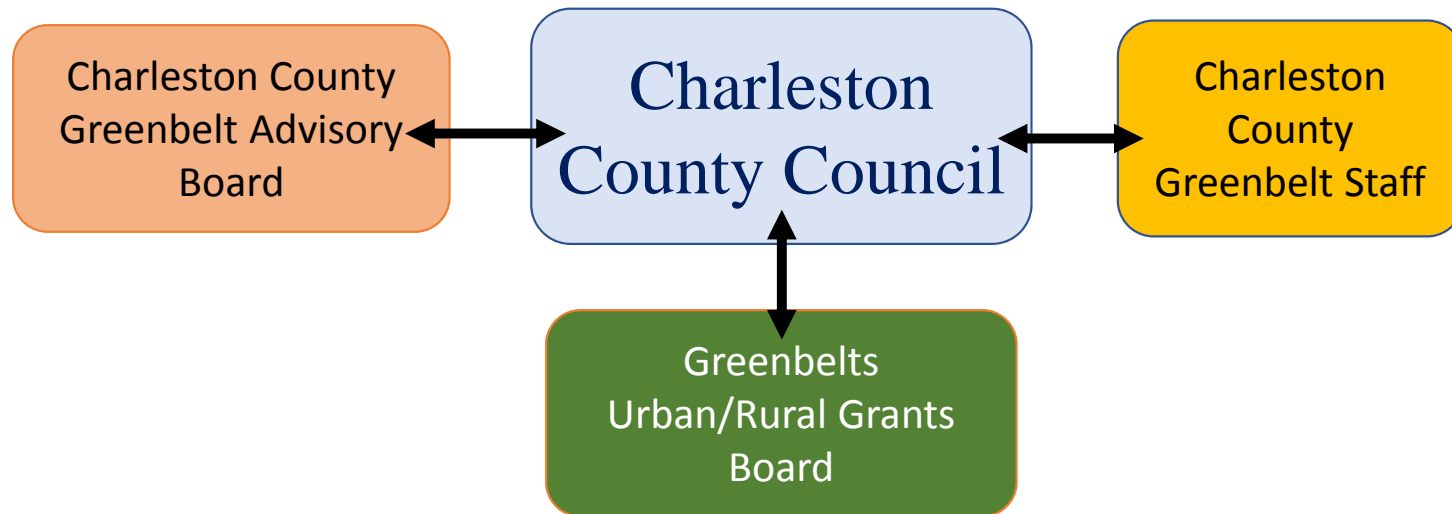 Charleston County
Greenbelt Advisory
Board
Charleston
County Council
Charleston
County
Greenbelt Staff
Greenbelts
Urban/Rural Grants
Board